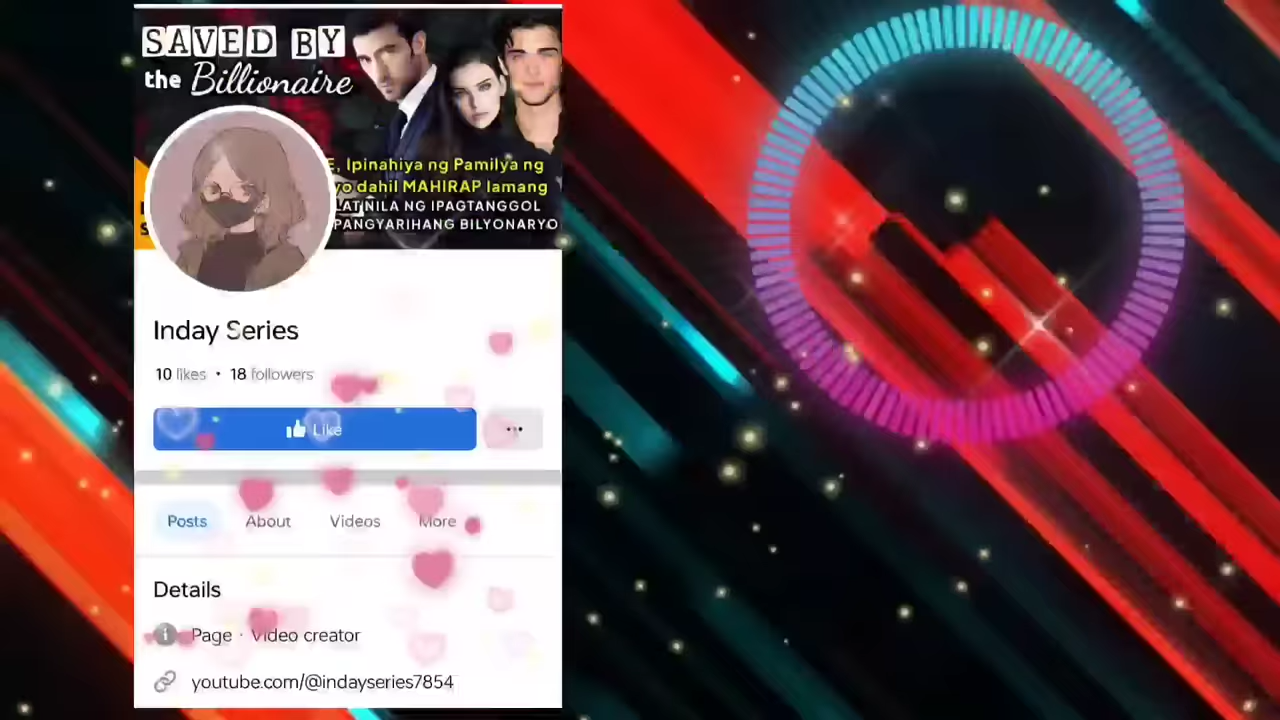 SAVED BY
the Billionaire
E, Ipinahiya ng Pamilya ng
yo dahil MAHIRAP lamang
NILA NG IPAGTANGGOL
PANGYARIHANG BILYONARYO
Inday Series
10 likes • 18 followers
Like
Posts About Videos More
Details
Page · Video creator
youtube.com/@indayseries7854